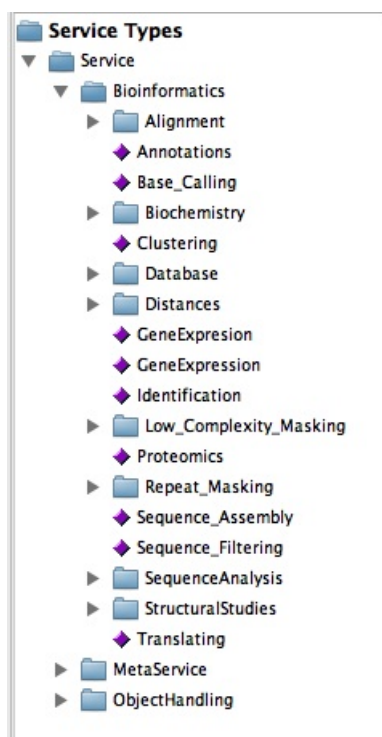 Service Types
Service
Bioinformatics
Alignment
Annotations
Base_Calling
Biochemistry
Clustering
Database
Distances
GeneExpresion
GeneExpression
Identification
Low_Complexity_Masking
Proteomics
Repeat_Masking
Sequence_Assembly
Sequence_Filtering
SequenceAnalysis
StructuralStudies
Translating
MetaService
ObjectHandling